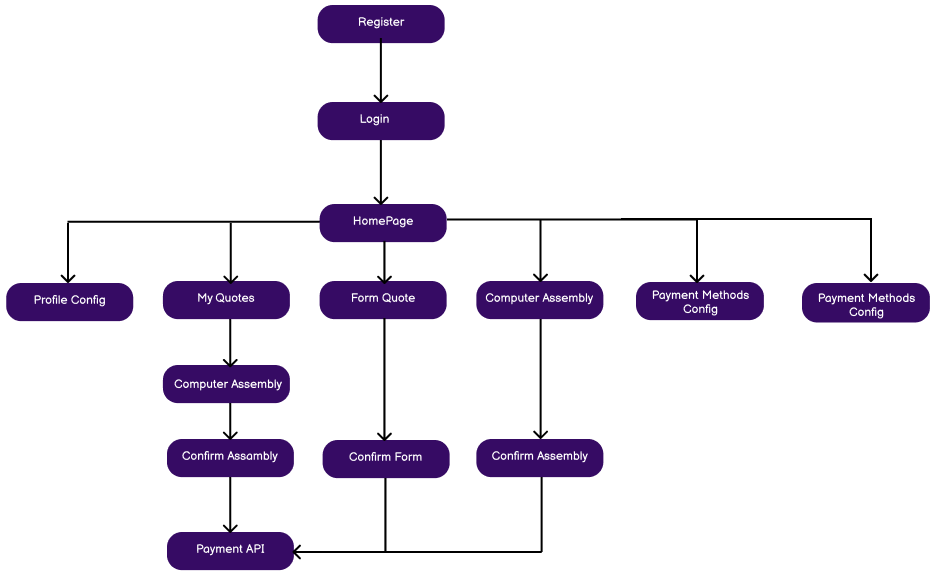 Register
Login
HomePage
Profile Config
My Quotes
Form Quote
Computer Assembly
Payment Methods
Config
Payment Methods
Config
Computer Assembly
Confirm Assambly
Confirm Form
Confirm Assembly
Payment API